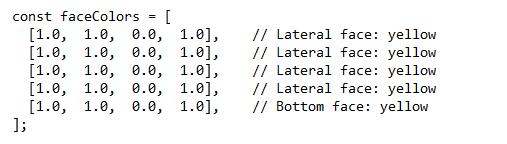 const faceColors = [
  [1.0,  1.0,  0.0,  1.0],    // Lateral face: yellow
  [1.0,  1.0,  0.0,  1.0],    // Lateral face: yellow
  [1.0,  1.0,  0.0,  1.0],    // Lateral face: yellow
  [1.0,  1.0,  0.0,  1.0],    // Lateral face: yellow
  [1.0,  1.0,  0.0,  1.0],    // Bottom face: yellow
];